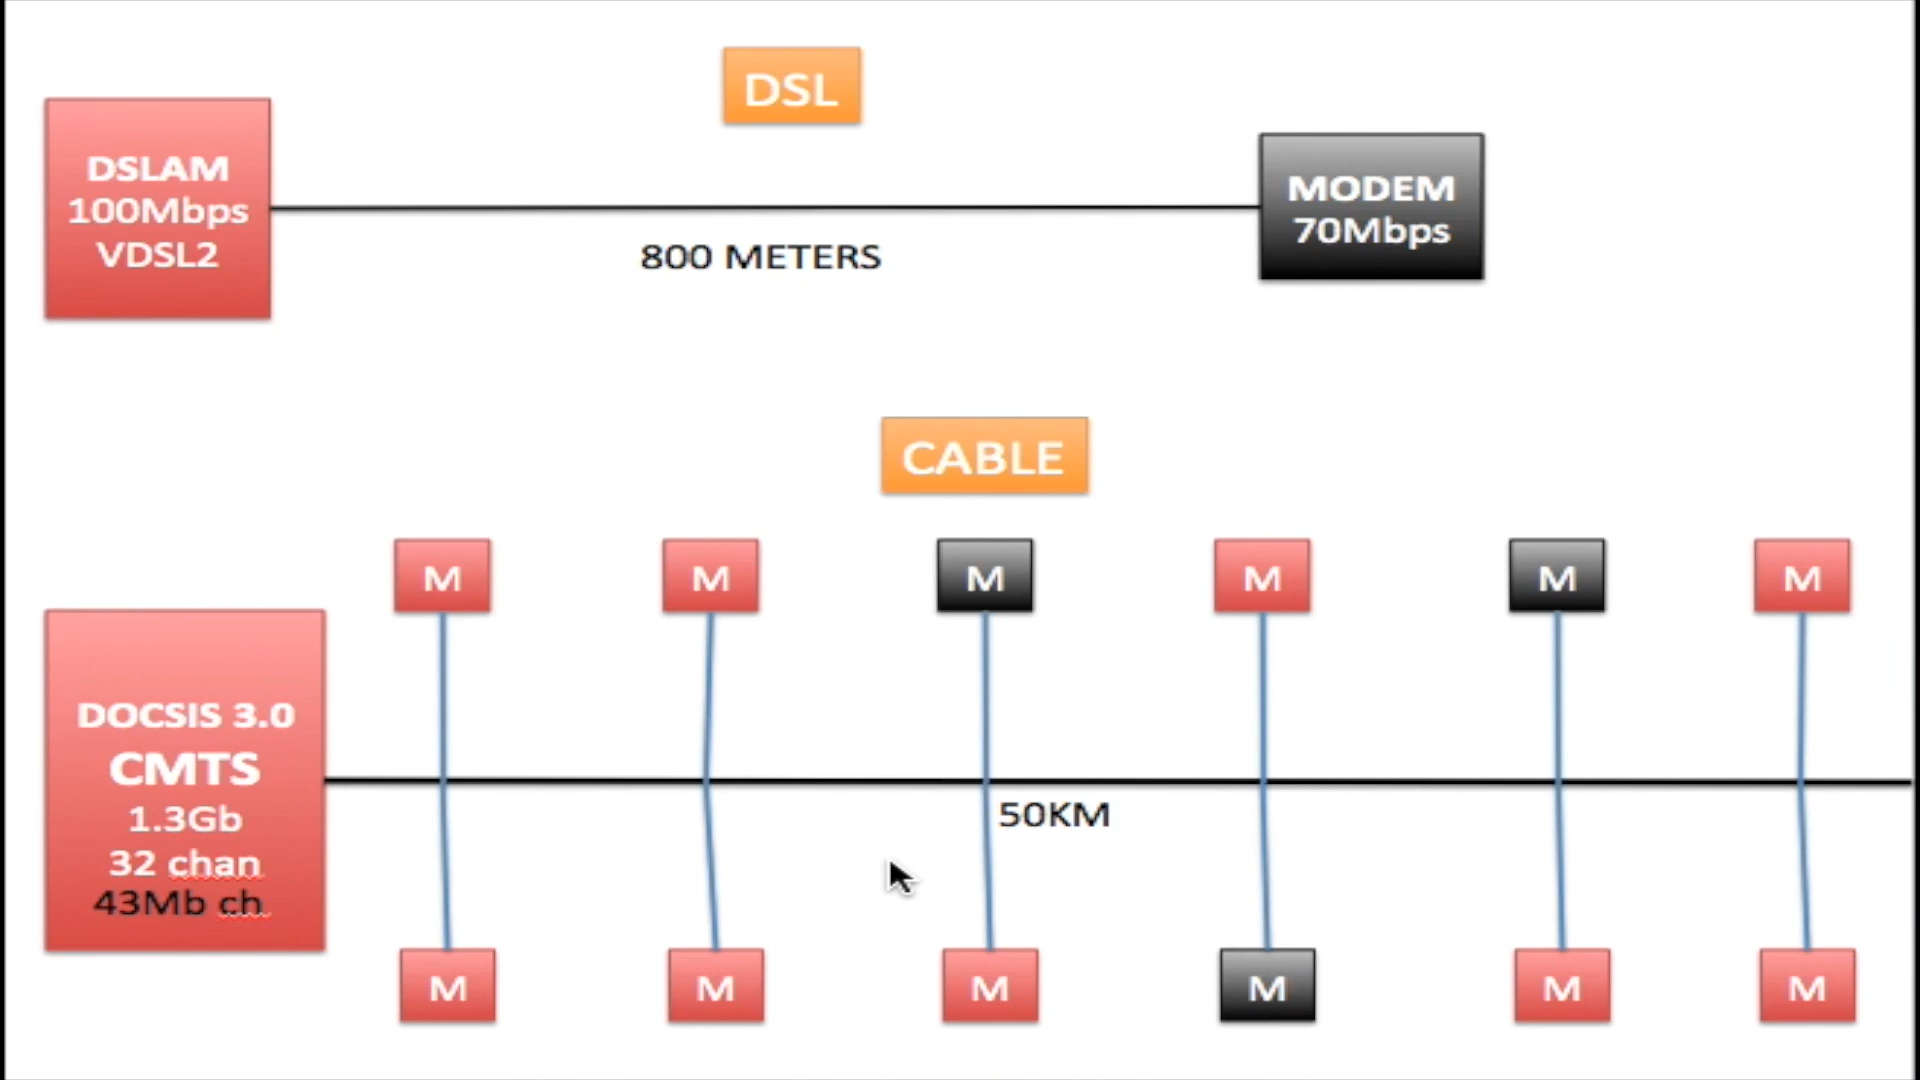 DSL
DSLAM
100Mbps
VDSL2
MODEM
70Mbps
800 METERS
CABLE
M
M
M
M
M
M
DOCSIS 3.0
CMTS
1.3Gb
32 chan
43Mb ch
50KM
M
M
M
M
M
M